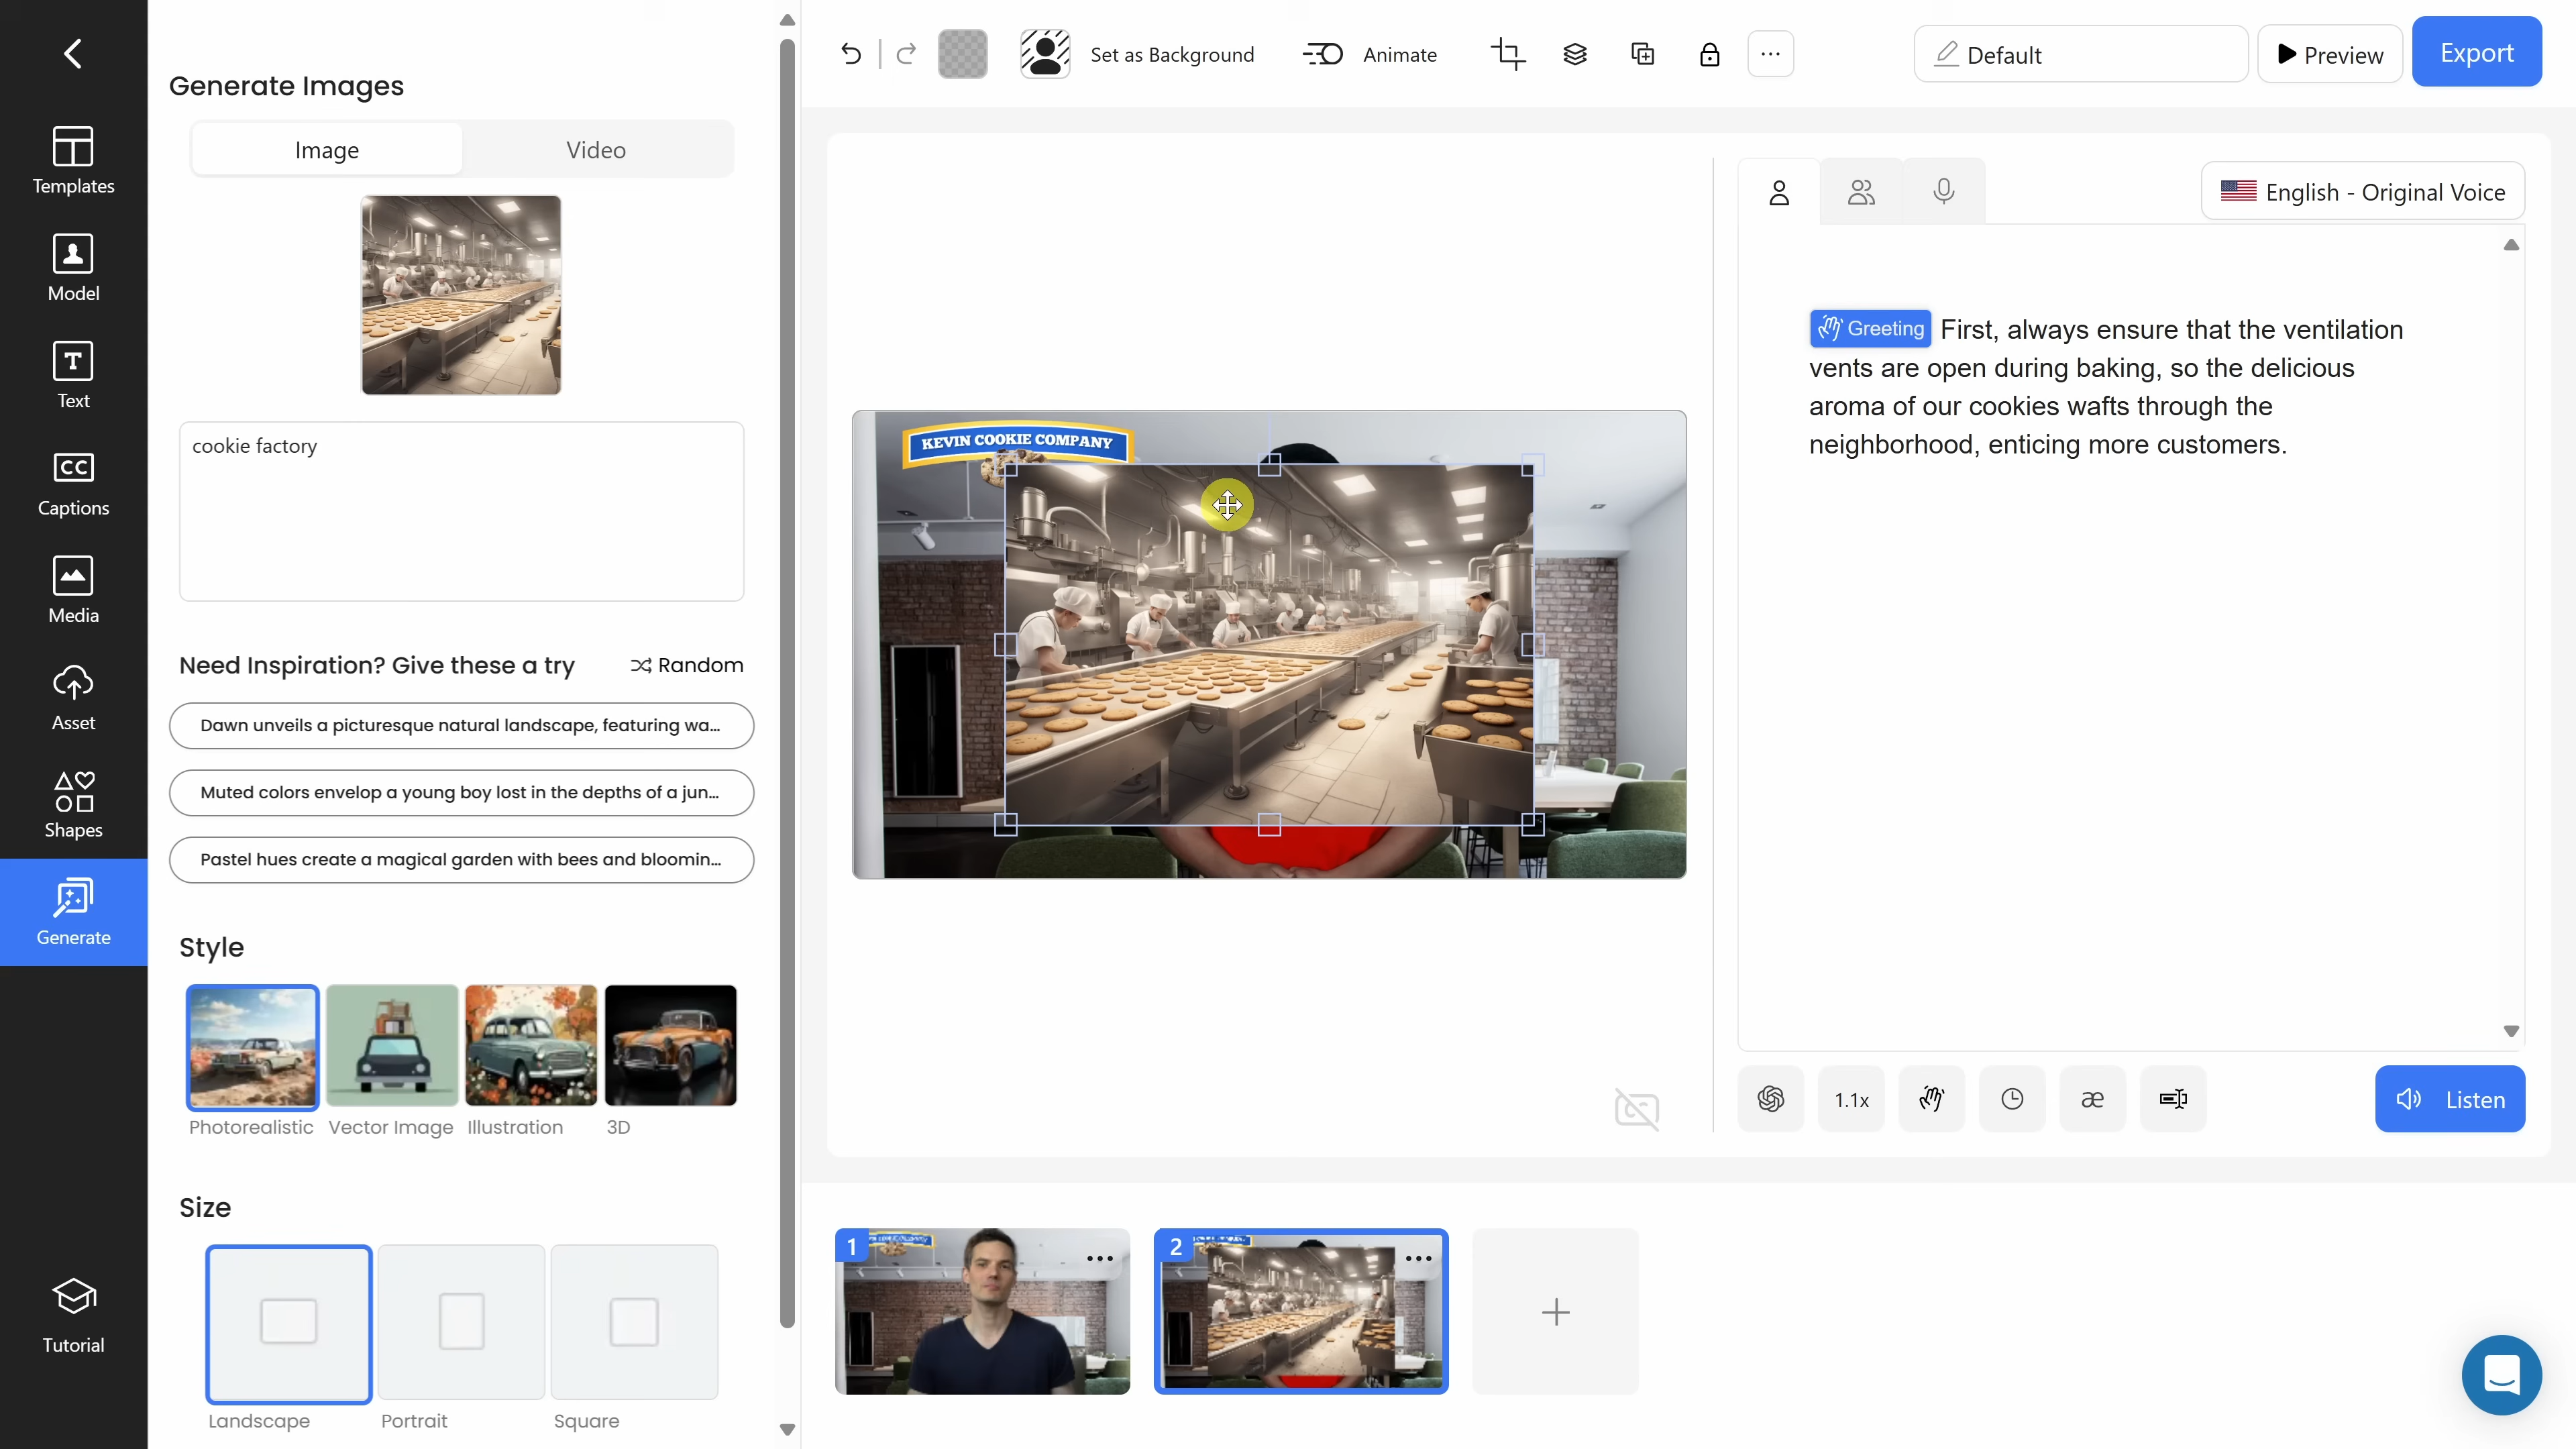 Templates
Model
Text
CC
Captions
Media
Asset
Shapes
Generate
Tutorial
Generate Images
Image
Video
cookie factory
Need Inspiration? Give these a try
Random
Dawn unveils a picturesque natural landscape, featuring wa...
Muted colors envelop a young boy lost in the depths of a jun...
Pastel hues create a magical garden with bees and bloomin...
Style
Photorealistic
Vector Image
Illustration
3D
Size
Landscape
Portrait
Square
Set as Background
Animate
Default
Preview
Export
KEVIN COOKIE COMPANY
English - Original Voice
Greeting First, always ensure that the ventilation
vents are open during baking, so the delicious
aroma of our cookies wafts through the
neighborhood, enticing more customers.
1.1x
æ
Listen
1
2